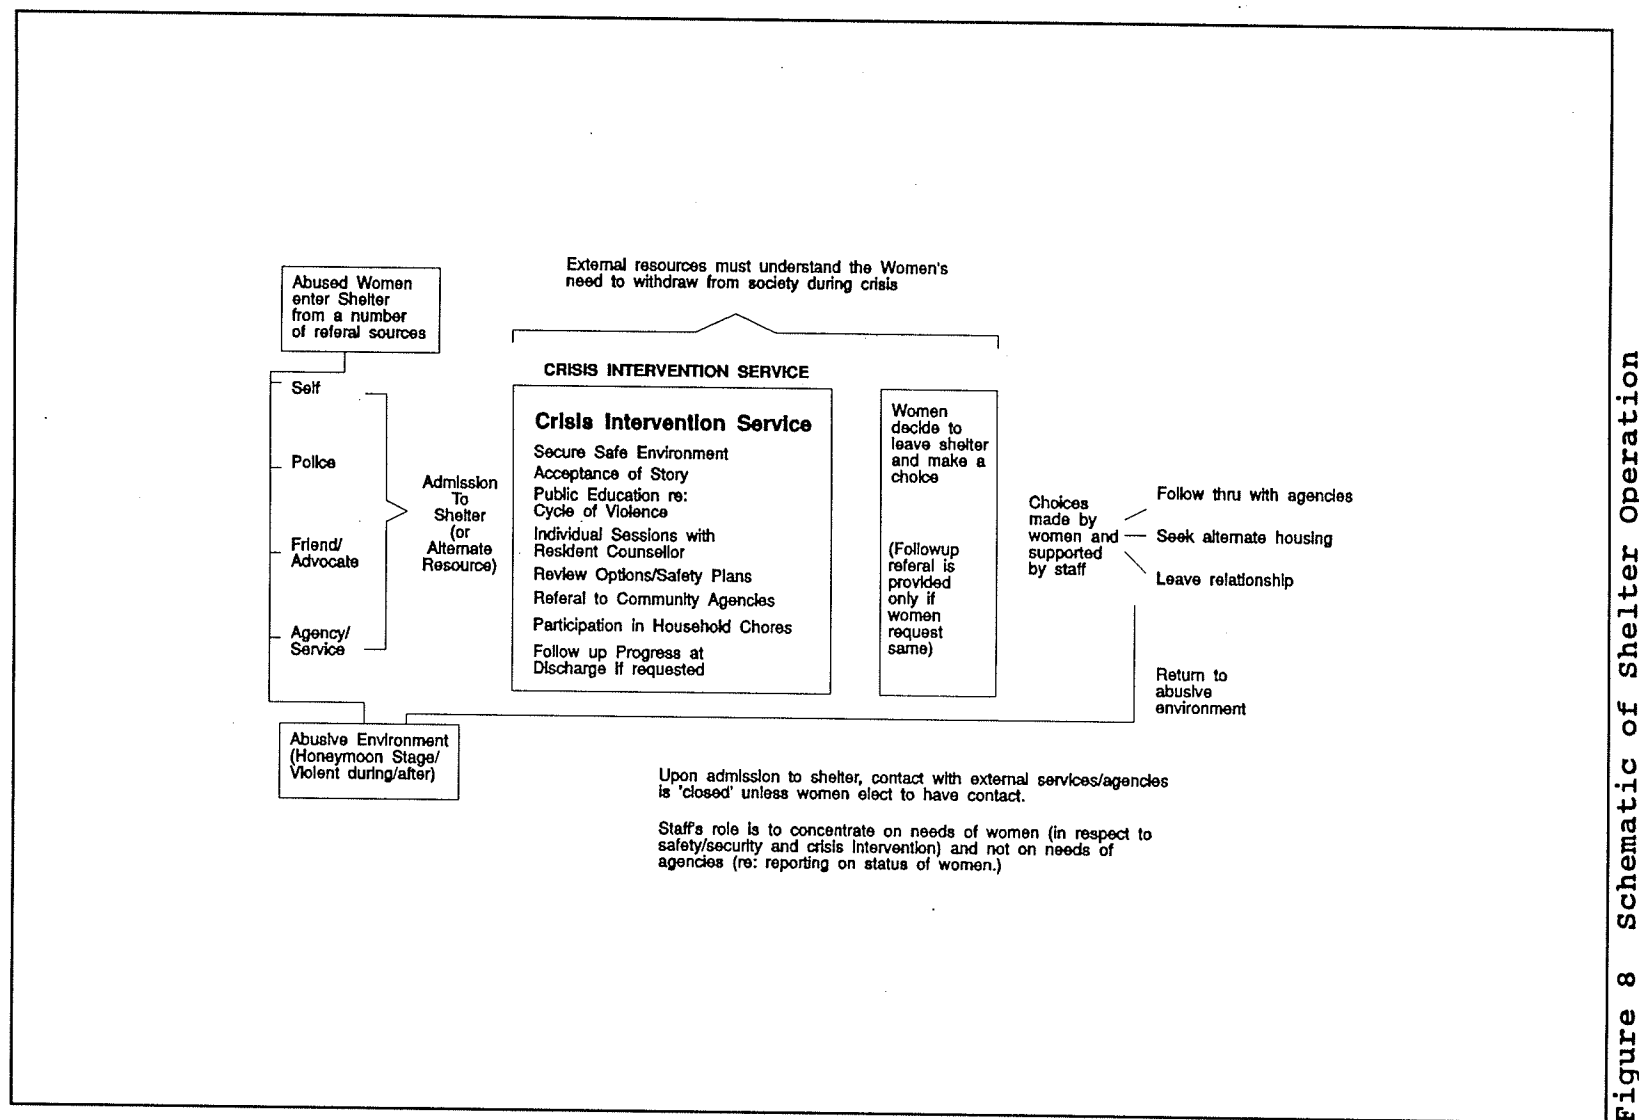 External resources must understand the Women's
need to withdraw from society during crisis
Abused Women
enter Shelter
from a number
of referal sources
Self
Police
Friend/
Advocate
Agency/
Service
Admission
To
Shelter
(or
Alternate
Resource)
CRISIS INTERVENTION SERVICE
Crisis Intervention Service
Secure Safe Environment
Acceptance of Story
Public Education re:
Cycle of Violence
Individual Sessions with
Resident Counsellor
Review Options/Safety Plans
Referal to Community Agencies
Participation in Household Chores
Follow up Progress at
Discharge if requested
Women
decide to
leave shelter
and make a
choice
(Followup
referal is
provided
only if
women
request
same)
Choices
made by
women and
supported
by staff
Follow thru with agencies
Seek alternate housing
Leave relationship
Return to
abusive
environment
Abusive Environment
(Honeymoon Stage/
Violent during/after)
Upon admission to shelter, contact with external services/agencies
is 'closed' unless women elect to have contact.
Staff's role is to concentrate on needs of women (in respect to
safety/security and crisis intervention) and not on needs of
agencies (re: reporting on status of women.)
Figure 8 Schematic of Shelter Operation